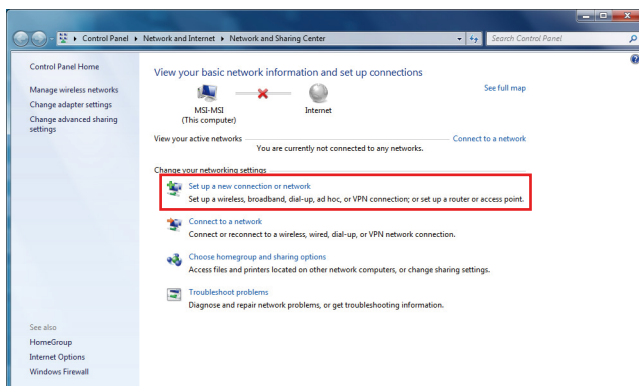 Control Panel ▸ Network and Internet ▸ Network and Sharing Center
Search Control Panel
Control Panel Home
Manage wireless networks
Change adapter settings
Change advanced sharing
settings
See also
HomeGroup
Internet Options
Windows Firewall
View your basic network information and set up connections
See full map
MSI-MSI
(This computer)
Internet
View your active networks
Connect to a network
You are currently not connected to any networks.
Change your networking settings
Set up a new connection or network
Set up a wireless, broadband, dial-up, ad hoc, or VPN connection; or set up a router or access point.
Connect to a network
Connect or reconnect to a wireless, wired, dial-up, or VPN network connection.
Choose homegroup and sharing options
Access files and printers located on other network computers, or change sharing settings.
Troubleshoot problems
Diagnose and repair network problems, or get troubleshooting information.